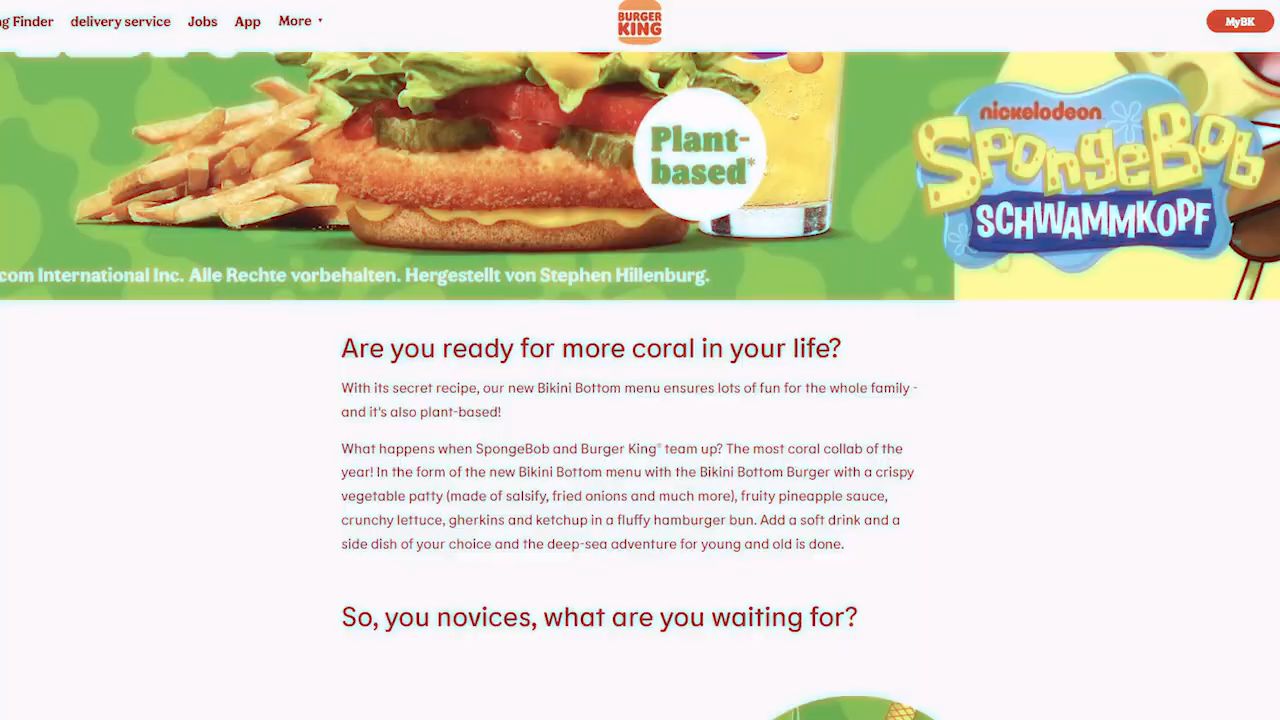 g Finder delivery service Jobs App More
BURGER
KING
MyBK
Plant-
based*
nickelodeon
SpongeBob
SCHWAMMKOPF
com International Inc. Alle Rechte vorbehalten. Hergestellt von Stephen Hillenburg.
Are you ready for more coral in your life?
With its secret recipe, our new Bikini Bottom menu ensures lots of fun for the whole family -
and it's also plant-based!
What happens when SpongeBob and Burger King® team up? The most coral collab of the
year! In the form of the new Bikini Bottom menu with the Bikini Bottom Burger with a crispy
vegetable patty (made of salsify, fried onions and much more), fruity pineapple sauce,
crunchy lettuce, gherkins and ketchup in a fluffy hamburger bun. Add a soft drink and a
side dish of your choice and the deep-sea adventure for young and old is done.
So, you novices, what are you waiting for?